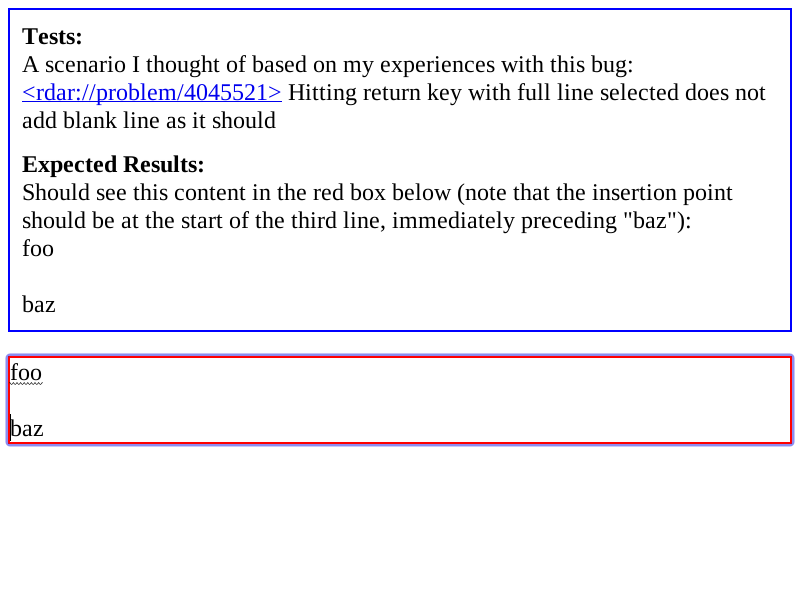 Tests:
A scenario I thought of based on my experiences with this bug:
<rdar://problem/4045521> Hitting return key with full line selected does not
add blank line as it should
Expected Results:
Should see this content in the red box below (note that the insertion point
should be at the start of the third line, immediately preceding "baz"):
foo
baz
foo
baz